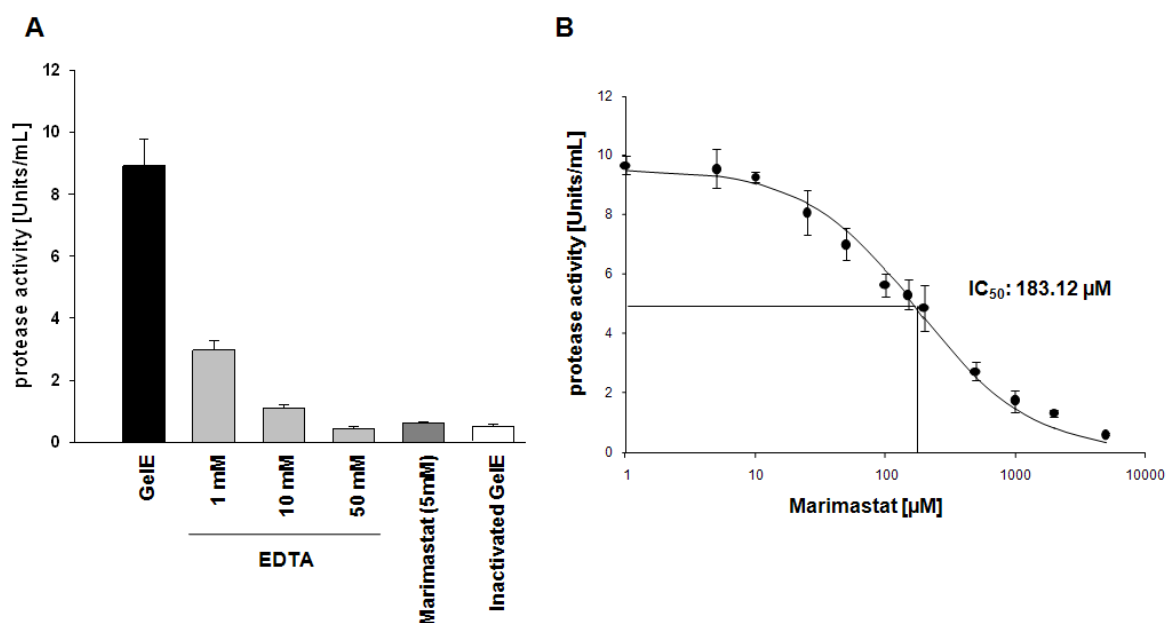 A
protease activity [Units/mL]
12
10
8
6
4
2
0
GelE
1 mM
10 mM
50 mM
Marimastat (5mM)
Inactivated GelE
EDTA
B
protease activity [Units/mL]
12
10
8
6
4
2
0
IC50: 183.12 µM
1
10
100
1000
10000
Marimastat [µM]